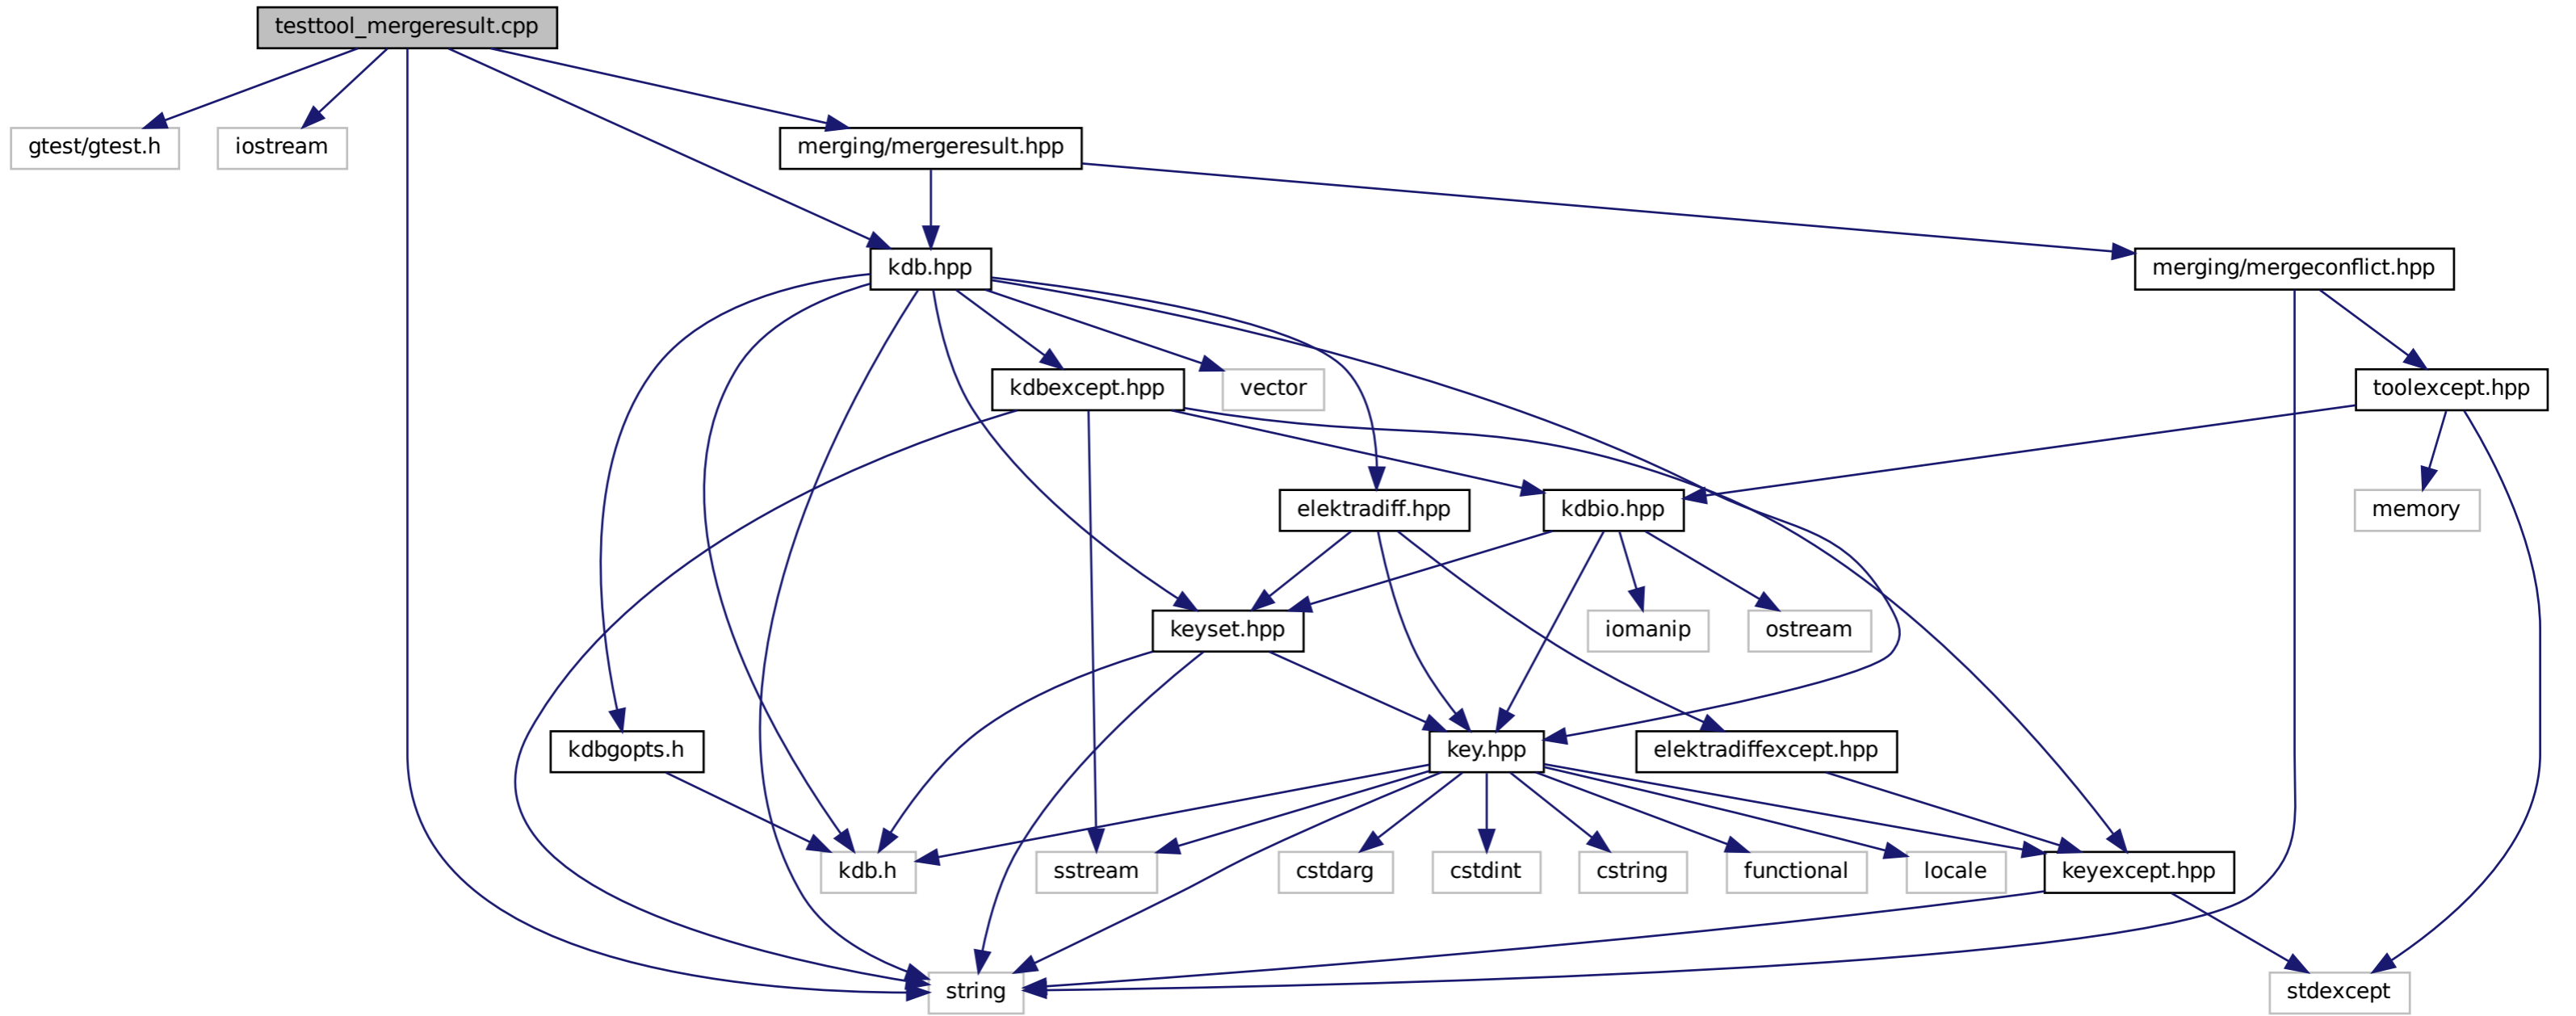 testtool_mergeresult.cpp
gtest/gtest.h
iostream
merging/mergeresult.hpp
kdb.hpp
merging/mergeconflict.hpp
kdbexcept.hpp
vector
toolexcept.hpp
elektradiff.hpp
kdbio.hpp
memory
keyset.hpp
iomanip
ostream
kdbgopts.h
key.hpp
elektradiffexcept.hpp
kdb.h
sstream
cstdarg
cstdint
cstring
functional
locale
keyexcept.hpp
string
stdexcept